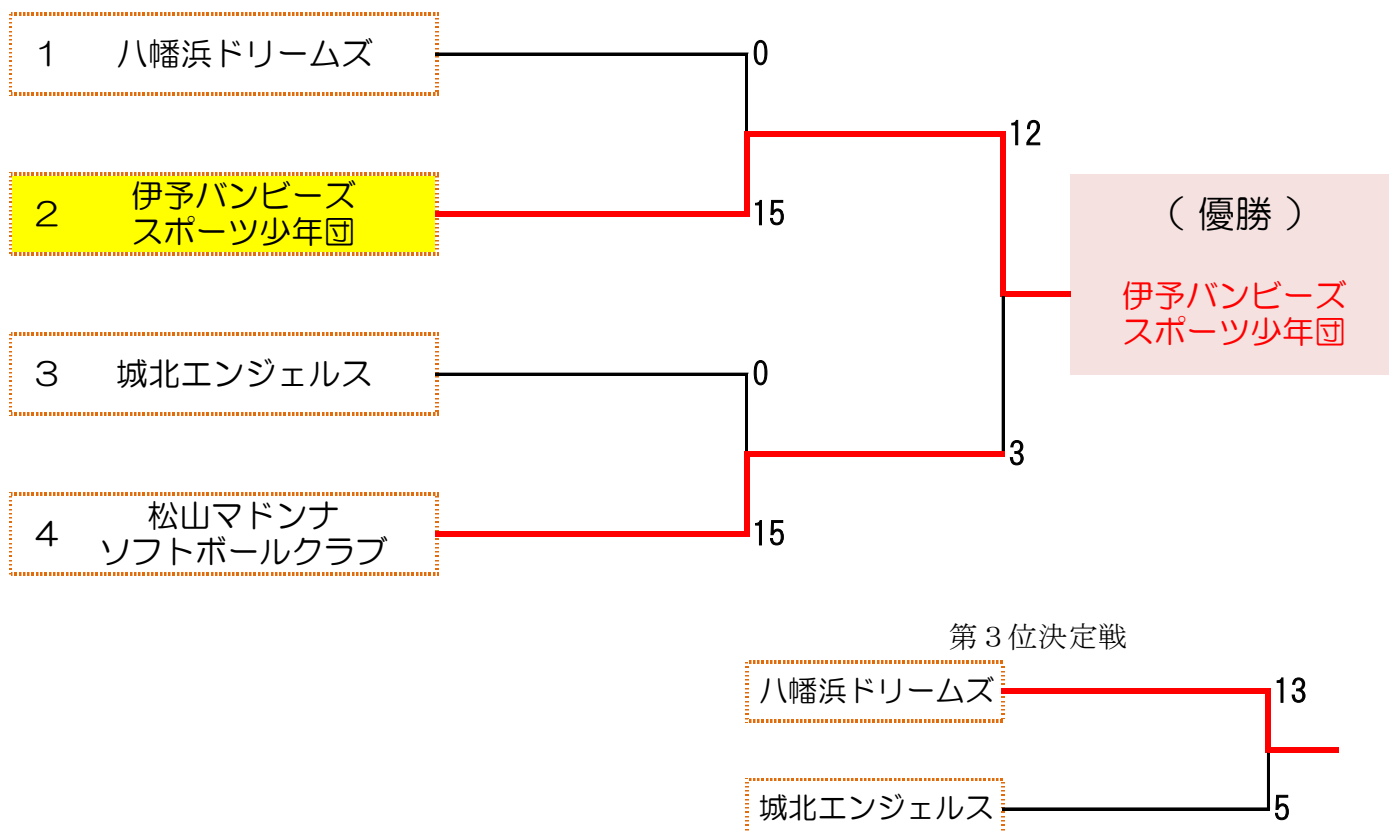 １ 八幡浜ドリームズ
0
２ 伊予バンビーズ
スポーツ少年団
15
12
（ 優勝 ）
伊予バンビーズ
スポーツ少年団
３ 城北エンジェルス
0
４ 松山マドンナ
ソフトボールクラブ
15
3
第３位決定戦
八幡浜ドリームズ
13
城北エンジェルス
5